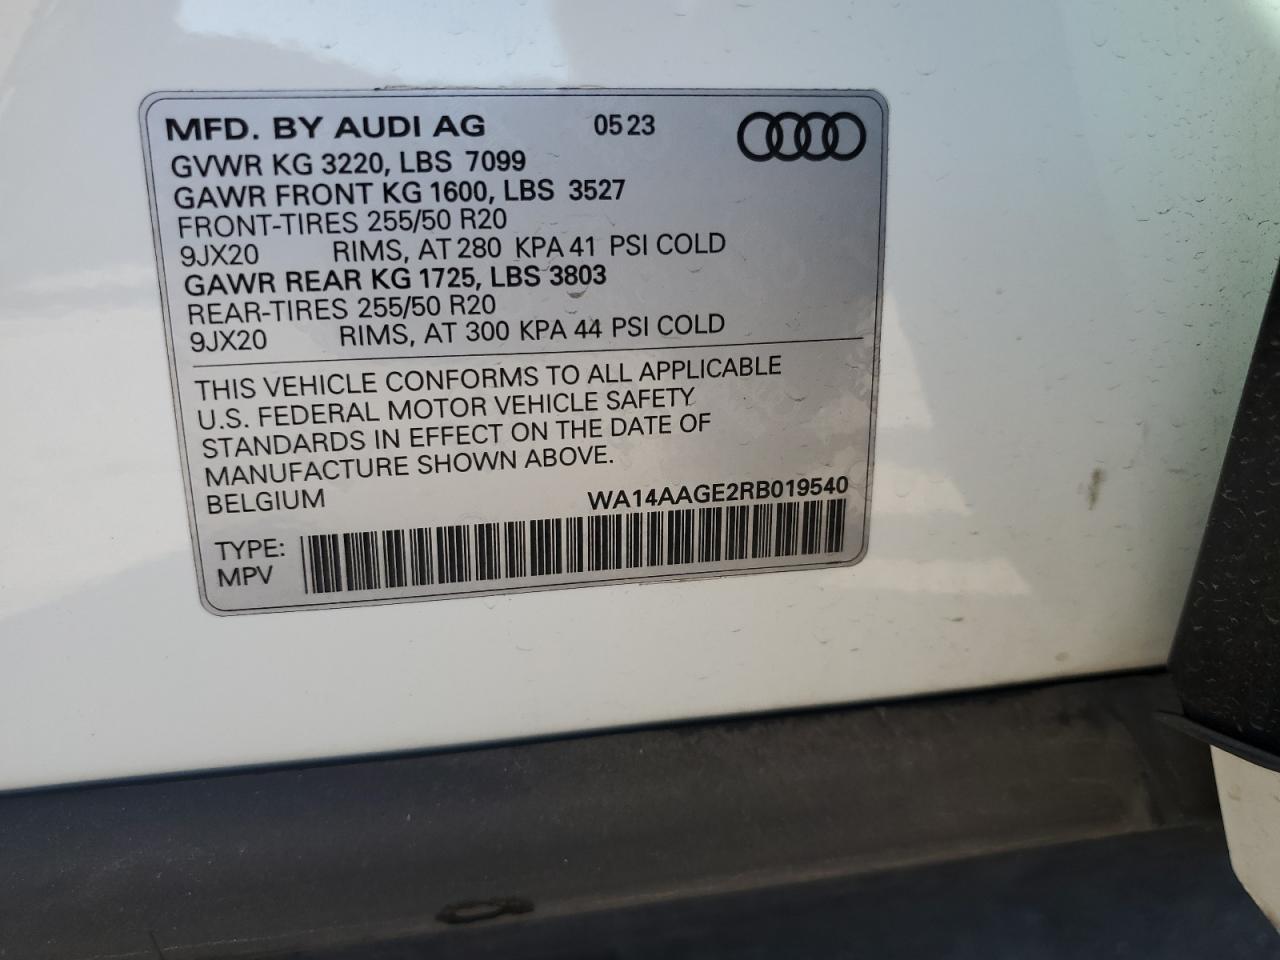 MFD. BY AUDI AG 05 23
GVWR KG 3220, LBS 7099
GAWR FRONT KG 1600, LBS 3527
FRONT-TIRES 255/50 R20
9JX20 RIMS, AT 280 KPA 41 PSI COLD
GAWR REAR KG 1725, LBS 3803
REAR-TIRES 255/50 R20
9JX20 RIMS, AT 300 KPA 44 PSI COLD
THIS VEHICLE CONFORMS TO ALL APPLICABLE
U.S. FEDERAL MOTOR VEHICLE SAFETY
STANDARDS IN EFFECT ON THE DATE OF
MANUFACTURE SHOWN ABOVE.
BELGIUM WA14AAGE2RB019540
TYPE:
MPV